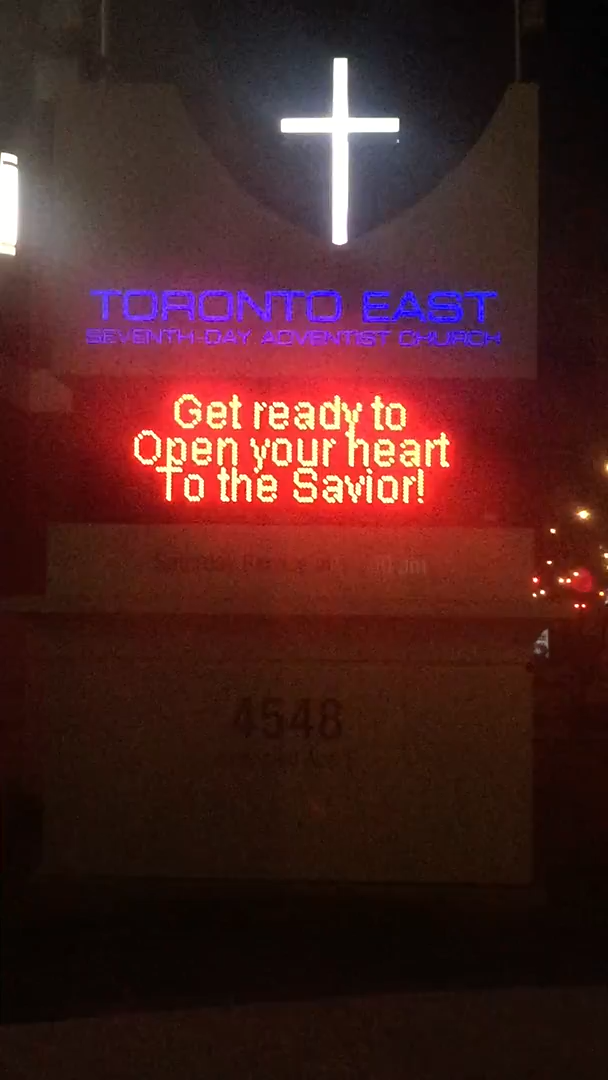 TORONTO EAST
SEVENTH-DAY ADVENTIST CHURCH
Get ready to
Open your heart
To the Savior!
4548